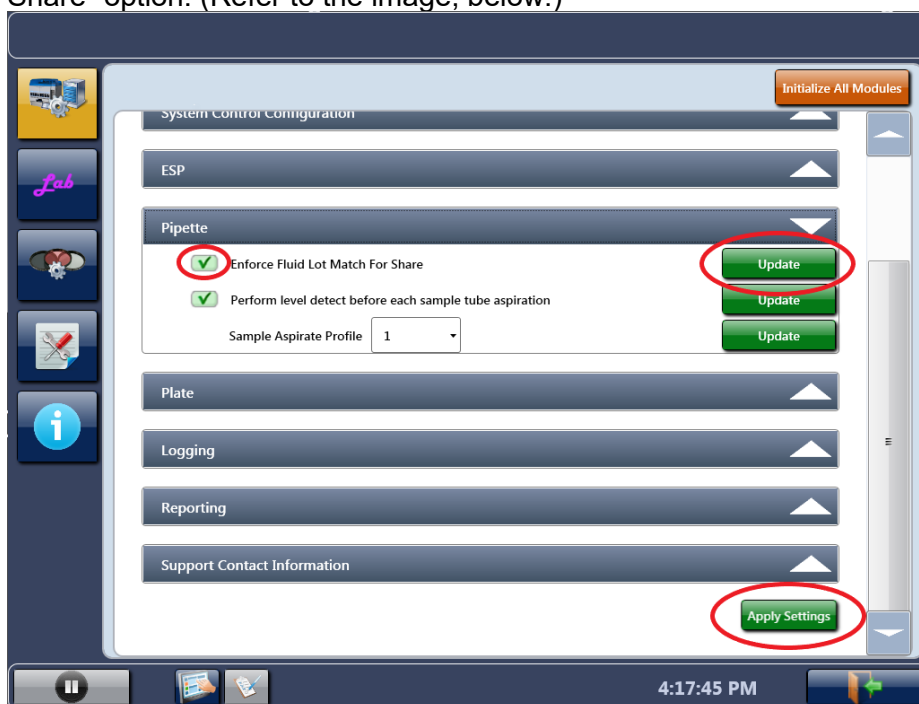 Share" option. (Refer to the image, below.)
Initialize All Modules
System Control Configuration
ESP
Lab
Pipette
Enforce Fluid Lot Match For Share
Update
Perform level detect before each sample tube aspiration
Update
Sample Aspirate Profile 1
Update
Plate
Logging
Reporting
Support Contact Information
Apply Settings
4:17:45 PM